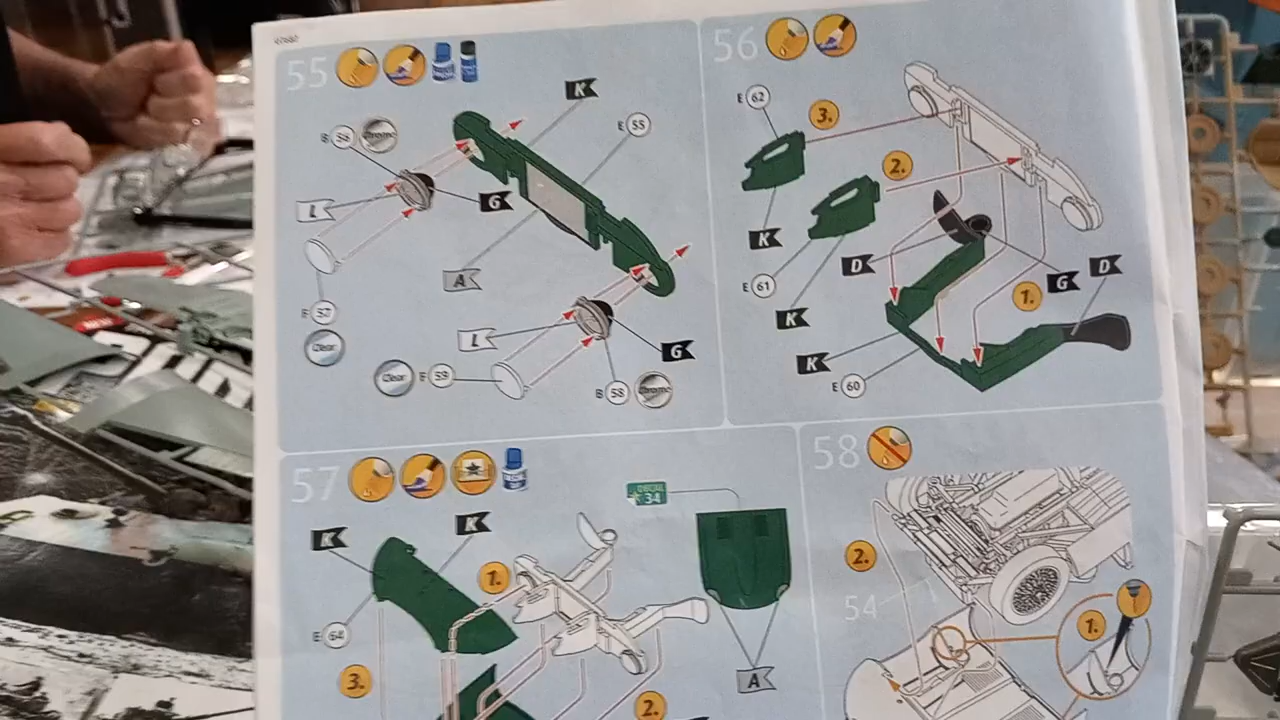 55
K
E 55
B 56 Chrome
L
G
A
F 57
Clear
L
G
Clear F 59
B 58 Chrome
56
E 62
3.
2.
K
D
E 61
K
G
D
1.
K
E 60
57
DECAL
34
K
K
1.
E 64
3.
2.
A
58
2.
54
1.